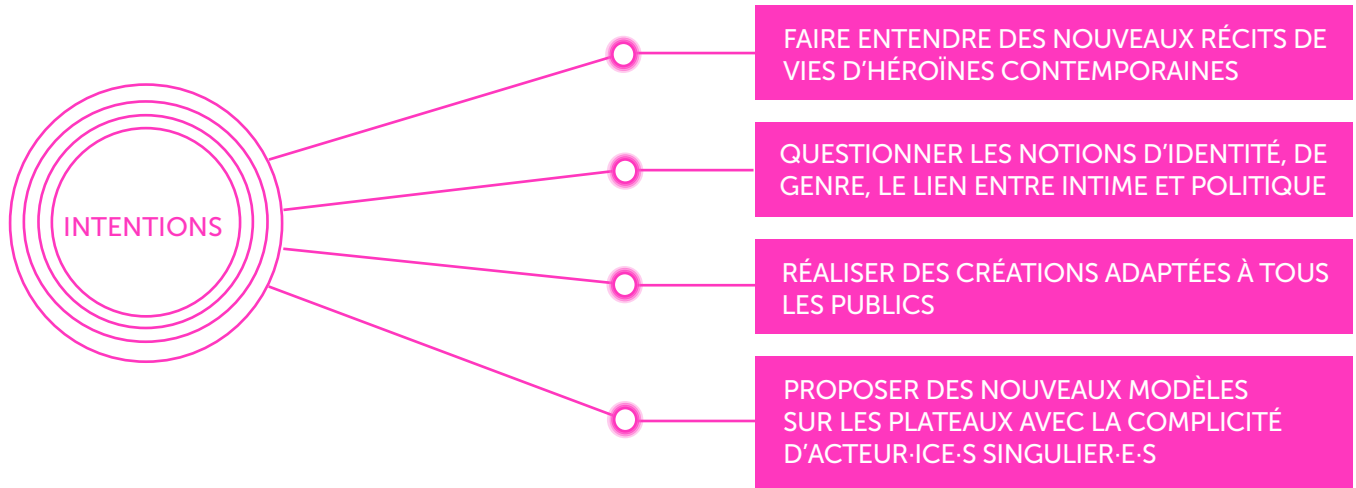 INTENTIONS
FAIRE ENTENDRE DES NOUVEAUX RÉCITS DE
VIES D’HÉROÏNES CONTEMPORAINES
QUESTIONNER LES NOTIONS D’IDENTITÉ, DE
GENRE, LE LIEN ENTRE INTIME ET POLITIQUE
RÉALISER DES CRÉATIONS ADAPTÉES À TOUS
LES PUBLICS
PROPOSER DES NOUVEAUX MODÈLES
SUR LES PLATEAUX AVEC LA COMPLICITÉ
D’ACTEUR·ICE·S SINGULIER·E·S